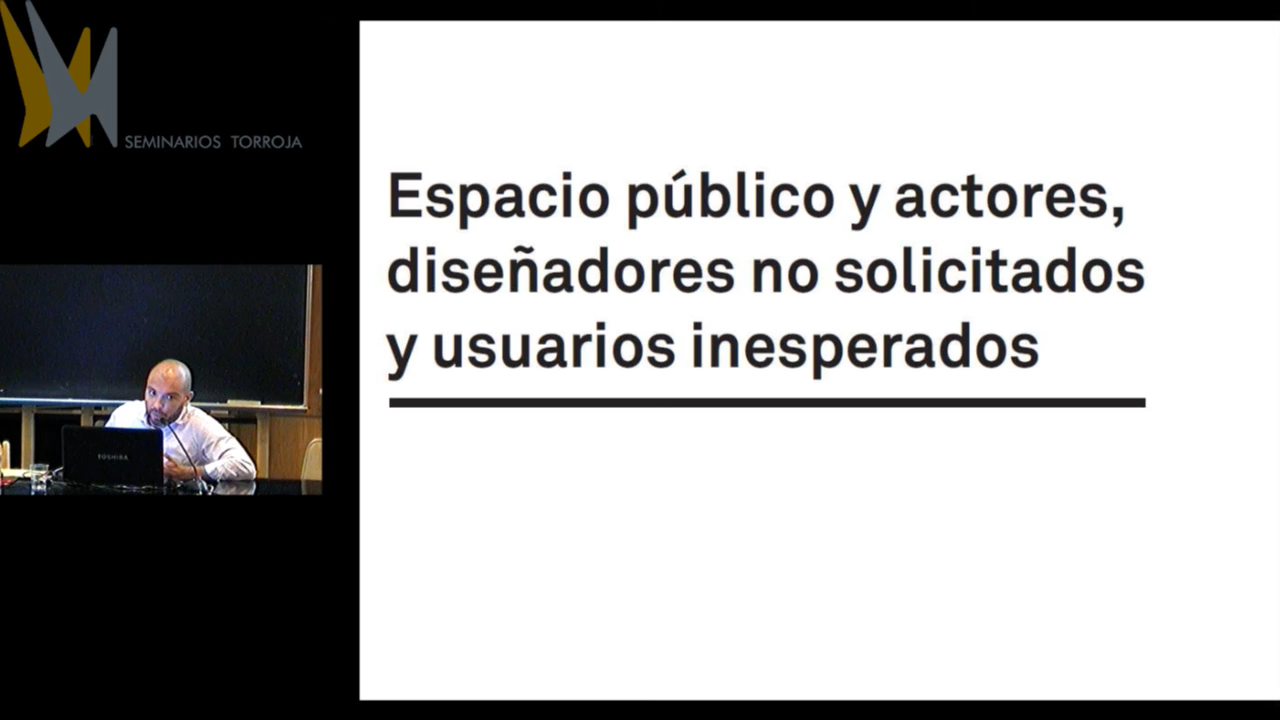 SEMINARIOS TORROJA
Espacio público y actores,
diseñadores no solicitados
y usuarios inesperados
TOSHIBA